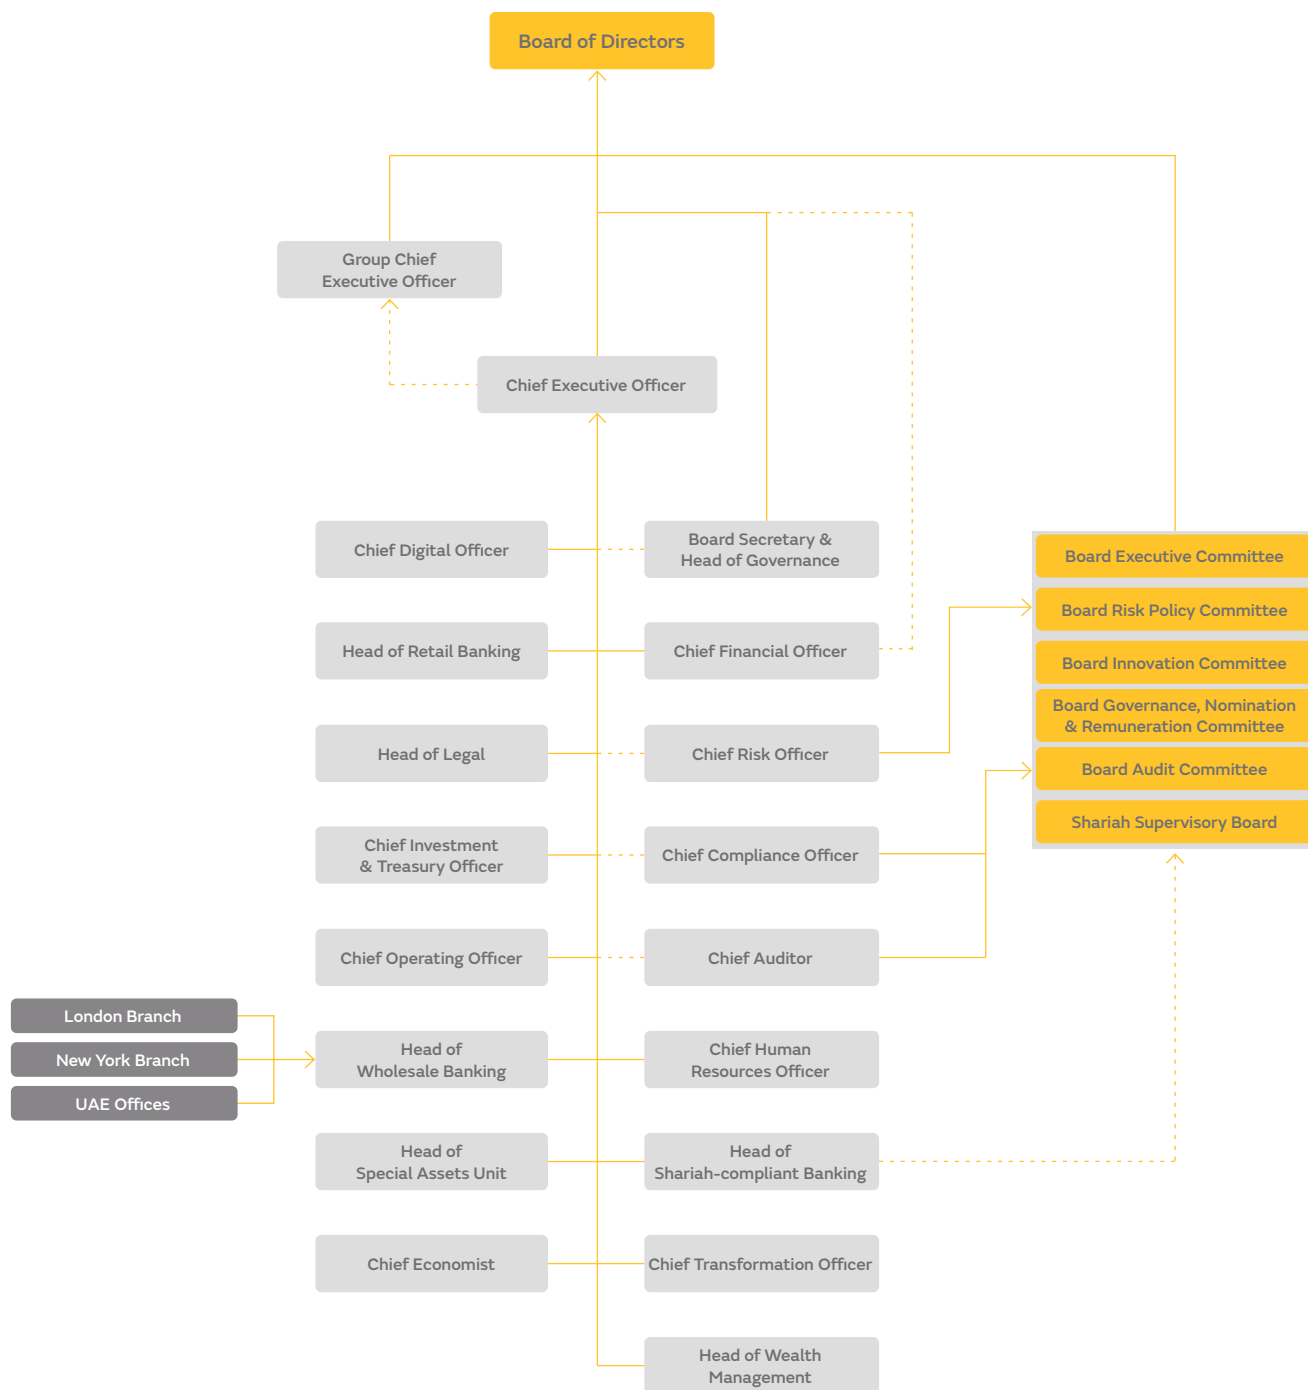 Board of Directors
Group Chief
Executive Officer
Chief Executive Officer
Chief Digital Officer
Board Secretary &
Head of Governance
Board Executive Committee
Board Risk Policy Committee
Head of Retail Banking
Chief Financial Officer
Board Innovation Committee
Board Governance, Nomination
& Remuneration Committee
Head of Legal
Chief Risk Officer
Board Audit Committee
Shariah Supervisory Board
Chief Investment
& Treasury Officer
Chief Compliance Officer
Chief Operating Officer
Chief Auditor
London Branch
New York Branch
UAE Offices
Head of
Wholesale Banking
Chief Human
Resources Officer
Head of
Special Assets Unit
Head of
Shariah-compliant Banking
Chief Economist
Chief Transformation Officer
Head of Wealth
Management